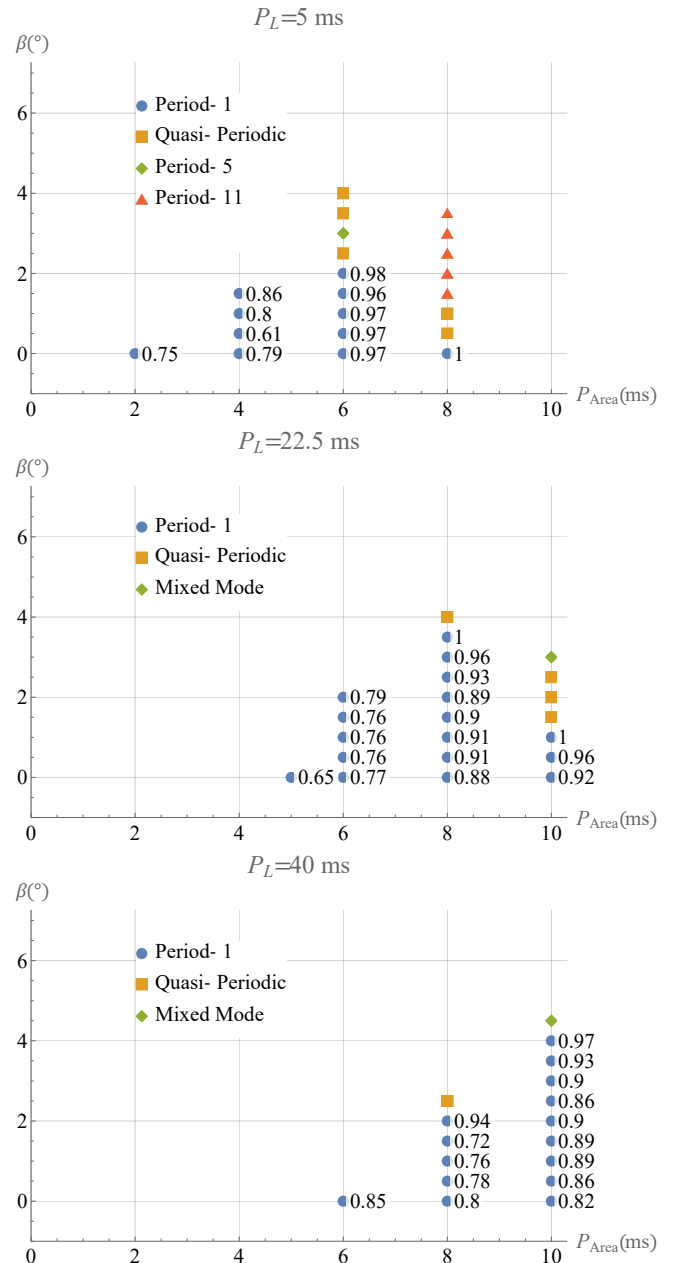 P_L=5 ms
β(°)
6
Period- 1
Quasi- Periodic
Period- 5
Period- 11
4
2
0.98
0.86 0.96
0.8 0.97
0.61 0.97
0 0.75 0.79 0.97 1
0 2 4 6 8 10 P_Area(ms)
P_L=22.5 ms
β(°)
6
Period- 1
Quasi- Periodic
Mixed Mode
4
1
0.96
0.93
2 0.79 0.89
0.76 0.9
0.76 0.91 1
0.76 0.91 0.96
0 0.65 0.77 0.88 0.92
0 2 4 6 8 10 P_Area(ms)
P_L=40 ms
β(°)
6
Period- 1
Quasi- Periodic
Mixed Mode
4 0.97
0.93
0.9
0.86
2 0.94 0.9
0.72 0.89
0.76 0.89
0.78 0.86
0 0.85 0.8 0.82
0 2 4 6 8 10 P_Area(ms)